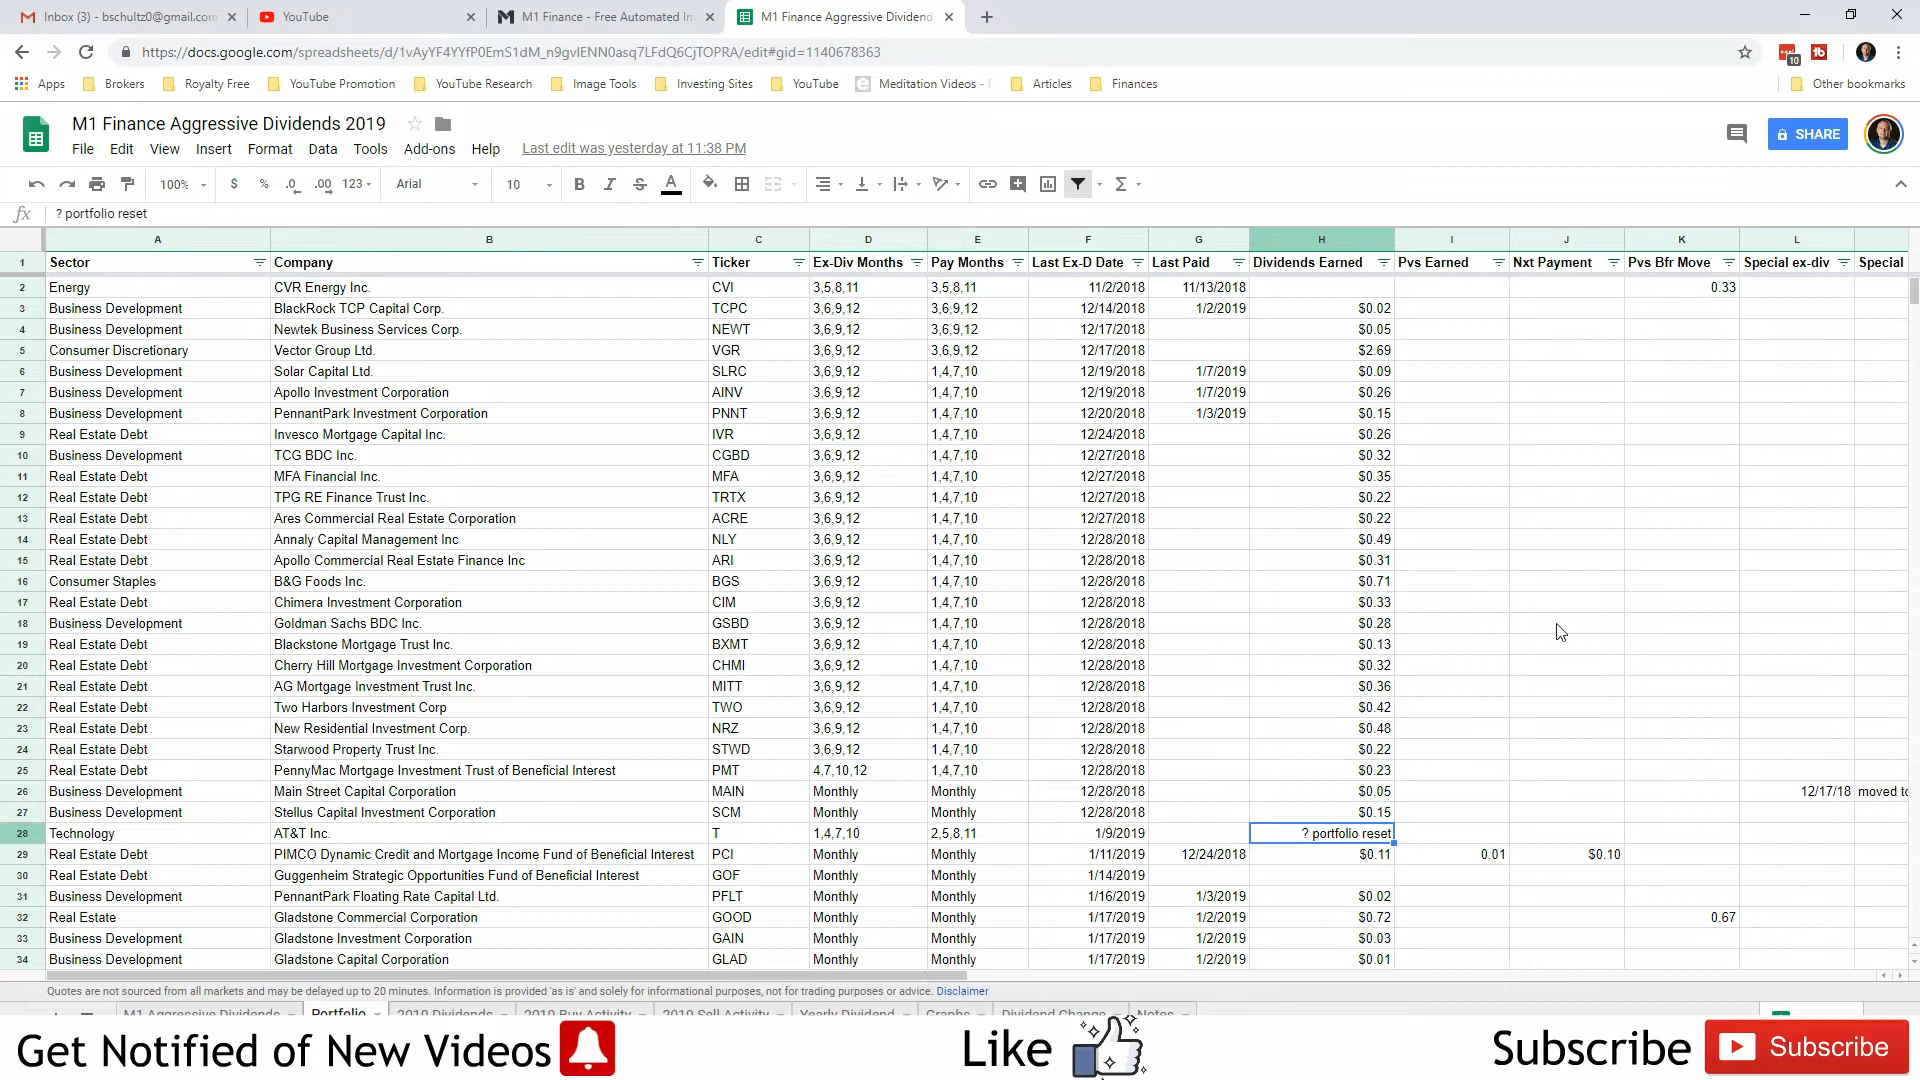 Inbox (3) - bschultz0@gmail.com
YouTube
M1 Finance - Free Automated In
M1 Finance Aggressive Dividend
https://docs.google.com/spreadsheets/d/1vAyYF4YYfP0EmS1dM_n9gvIENN0asq7LFdQ6CjTOPRA/edit#gid=1140678363
10
Apps Brokers Royalty Free YouTube Promotion YouTube Research Image Tools Investing Sites YouTube Meditation Videos - Articles Finances Other bookmarks
M1 Finance Aggressive Dividends 2019
SHARE
File Edit View Insert Format Data Tools Add-ons Help Last edit was yesterday at 11:38 PM
100% $ % .0 .00 123 Arial 10 B I S A Σ
fx ? portfolio reset
A B C D E F G H I J K L
1 Sector Company Ticker Ex-Div Months Pay Months Last Ex-D Date Last Paid Dividends Earned Pvs Earned Nxt Payment Pvs Bfr Move Special ex-div Special
2 Energy CVR Energy Inc. CVI 3,5,8,11 3,5,8,11 11/2/2018 11/13/2018 0.33
3 Business Development BlackRock TCP Capital Corp. TCPC 3,6,9,12 3,6,9,12 12/14/2018 1/2/2019 $0.02
4 Business Development Newtek Business Services Corp. NEWT 3,6,9,12 3,6,9,12 12/17/2018 $0.05
5 Consumer Discretionary Vector Group Ltd. VGR 3,6,9,12 3,6,9,12 12/17/2018 $2.69
6 Business Development Solar Capital Ltd. SLRC 3,6,9,12 1,4,7,10 12/19/2018 1/7/2019 $0.09
7 Business Development Apollo Investment Corporation AINV 3,6,9,12 1,4,7,10 12/19/2018 1/7/2019 $0.26
8 Business Development PennantPark Investment Corporation PNNT 3,6,9,12 1,4,7,10 12/20/2018 1/3/2019 $0.15
9 Real Estate Debt Invesco Mortgage Capital Inc. IVR 3,6,9,12 1,4,7,10 12/24/2018 $0.26
10 Business Development TCG BDC Inc. CGBD 3,6,9,12 1,4,7,10 12/27/2018 $0.32
11 Real Estate Debt MFA Financial Inc. MFA 3,6,9,12 1,4,7,10 12/27/2018 $0.35
12 Real Estate Debt TPG RE Finance Trust Inc. TRTX 3,6,9,12 1,4,7,10 12/27/2018 $0.22
13 Real Estate Debt Ares Commercial Real Estate Corporation ACRE 3,6,9,12 1,4,7,10 12/27/2018 $0.22
14 Real Estate Debt Annaly Capital Management Inc NLY 3,6,9,12 1,4,7,10 12/28/2018 $0.49
15 Real Estate Debt Apollo Commercial Real Estate Finance Inc ARI 3,6,9,12 1,4,7,10 12/28/2018 $0.31
16 Consumer Staples B&G Foods Inc. BGS 3,6,9,12 1,4,7,10 12/28/2018 $0.71
17 Real Estate Debt Chimera Investment Corporation CIM 3,6,9,12 1,4,7,10 12/28/2018 $0.33
18 Business Development Goldman Sachs BDC Inc. GSBD 3,6,9,12 1,4,7,10 12/28/2018 $0.28
19 Real Estate Debt Blackstone Mortgage Trust Inc. BXMT 3,6,9,12 1,4,7,10 12/28/2018 $0.13
20 Real Estate Debt Cherry Hill Mortgage Investment Corporation CHMI 3,6,9,12 1,4,7,10 12/28/2018 $0.32
21 Real Estate Debt AG Mortgage Investment Trust Inc. MITT 3,6,9,12 1,4,7,10 12/28/2018 $0.36
22 Real Estate Debt Two Harbors Investment Corp TWO 3,6,9,12 1,4,7,10 12/28/2018 $0.42
23 Real Estate Debt New Residential Investment Corp. NRZ 3,6,9,12 1,4,7,10 12/28/2018 $0.48
24 Real Estate Debt Starwood Property Trust Inc. STWD 3,6,9,12 1,4,7,10 12/28/2018 $0.22
25 Real Estate Debt PennyMac Mortgage Investment Trust of Beneficial Interest PMT 4,7,10,12 1,4,7,10 12/28/2018 $0.23
26 Business Development Main Street Capital Corporation MAIN Monthly Monthly 12/28/2018 $0.05 12/17/18 moved to
27 Business Development Stellus Capital Investment Corporation SCM Monthly Monthly 12/28/2018 $0.15
28 Technology AT&T Inc. T 1,4,7,10 2,5,8,11 1/9/2019 ? portfolio reset
29 Real Estate Debt PIMCO Dynamic Credit and Mortgage Income Fund of Beneficial Interest PCI Monthly Monthly 1/11/2019 12/24/2018 $0.11 0.01 $0.10
30 Real Estate Debt Guggenheim Strategic Opportunities Fund of Beneficial Interest GOF Monthly Monthly 1/14/2019
31 Business Development PennantPark Floating Rate Capital Ltd. PFLT Monthly Monthly 1/16/2019 1/3/2019 $0.02
32 Real Estate Gladstone Commercial Corporation GOOD Monthly Monthly 1/17/2019 1/2/2019 $0.72 0.67
33 Business Development Gladstone Investment Corporation GAIN Monthly Monthly 1/17/2019 1/2/2019 $0.03
34 Business Development Gladstone Capital Corporation GLAD Monthly Monthly 1/17/2019 1/2/2019 $0.01
Quotes are not sourced from all markets and may be delayed up to 20 minutes. Information is provided 'as is' and solely for informational purposes, not for trading purposes or advice. Disclaimer
M1 Aggressive Dividends Portfolio 2019 Dividends 2019 Buy Activity 2019 Sell Activity Yearly Dividend Graphs Dividend Change Notes
Get Notified of New Videos Like Subscribe Subscribe